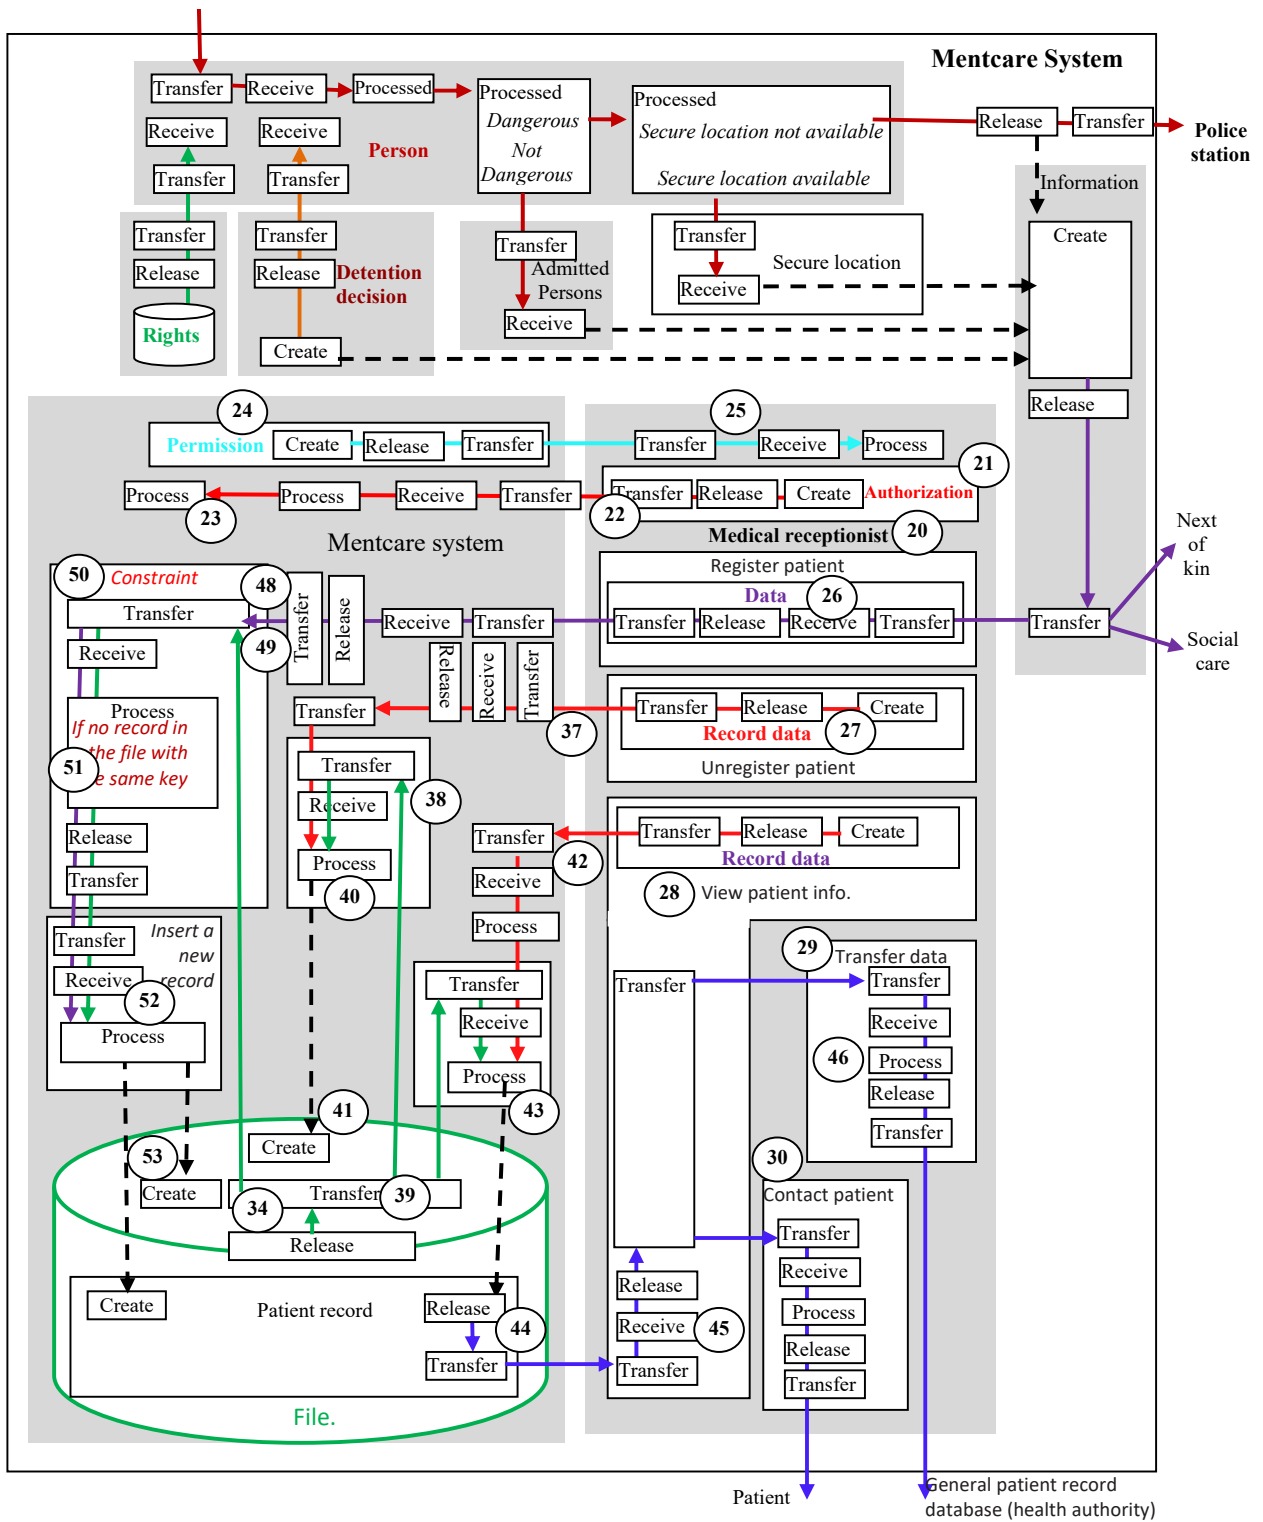 Mentcare System
Transfer
Receive
Processed
Processed
Dangerous
Not
Dangerous
Processed
Secure location not available
Secure location available
Release
Transfer
Police
station
Receive
Receive
Person
Transfer
Transfer
Information
Transfer
Release
Rights
Transfer
Release
Detention
decision
Create
Transfer
Admitted
Persons
Receive
Transfer
Secure location
Receive
Create
Release
24
Permission
Create
Release
Transfer
25
Transfer
Receive
Process
21
Process
23
Process
Receive
Transfer
22
Transfer
Release
Create
Authorization
Mentcare system
Medical receptionist
20
Next
of
kin
Register patient
Data
26
Transfer
Release
Receive
Transfer
Transfer
Social
care
50
Constraint
48
Transfer
49
Receive
Transfer
Release
Receive
Transfer
Release
Receive
Transfer
Process
If no record in
the file with
e same key
51
Release
Transfer
Transfer
37
Transfer
Release
Create
Record data
27
Unregister patient
Transfer
38
Receive
Process
40
Transfer
42
Receive
Process
Transfer
Release
Create
Record data
28
View patient info.
Transfer
Insert a
new
record
Receive
52
Process
Transfer
Receive
Process
43
Transfer
29
Transfer data
Transfer
Receive
46
Process
Release
Transfer
41
Create
53
Create
34
Transfer
39
Release
30
Contact patient
Transfer
Receive
Process
Release
Transfer
Create
Patient record
Release
44
Transfer
Release
Receive
45
Transfer
File.
Patient
General patient record
database (health authority)